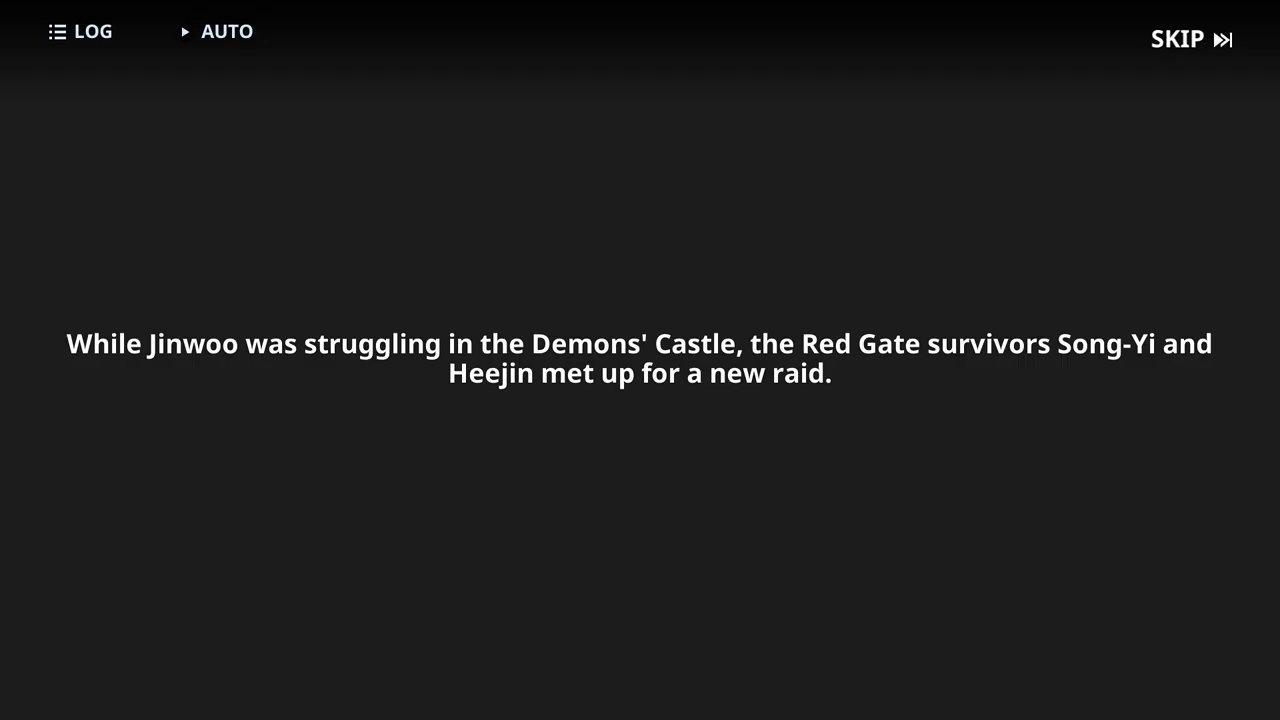 LOG
AUTO
SKIP
While Jinwoo was struggling in the Demons' Castle, the Red Gate survivors Song-Yi and
Heejin met up for a new raid.